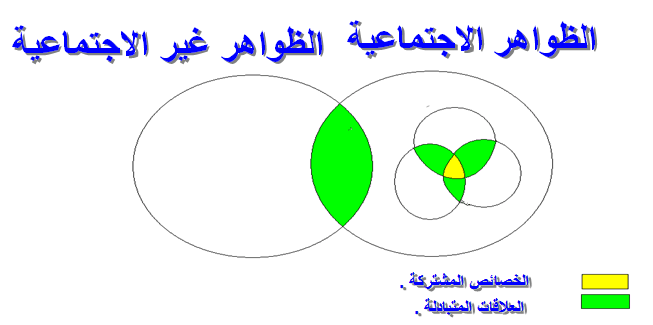 الظواهر الاجتماعية
الظواهر غير الاجتماعية
الخصائص المشتركة .
العلاقات المتبادلة .